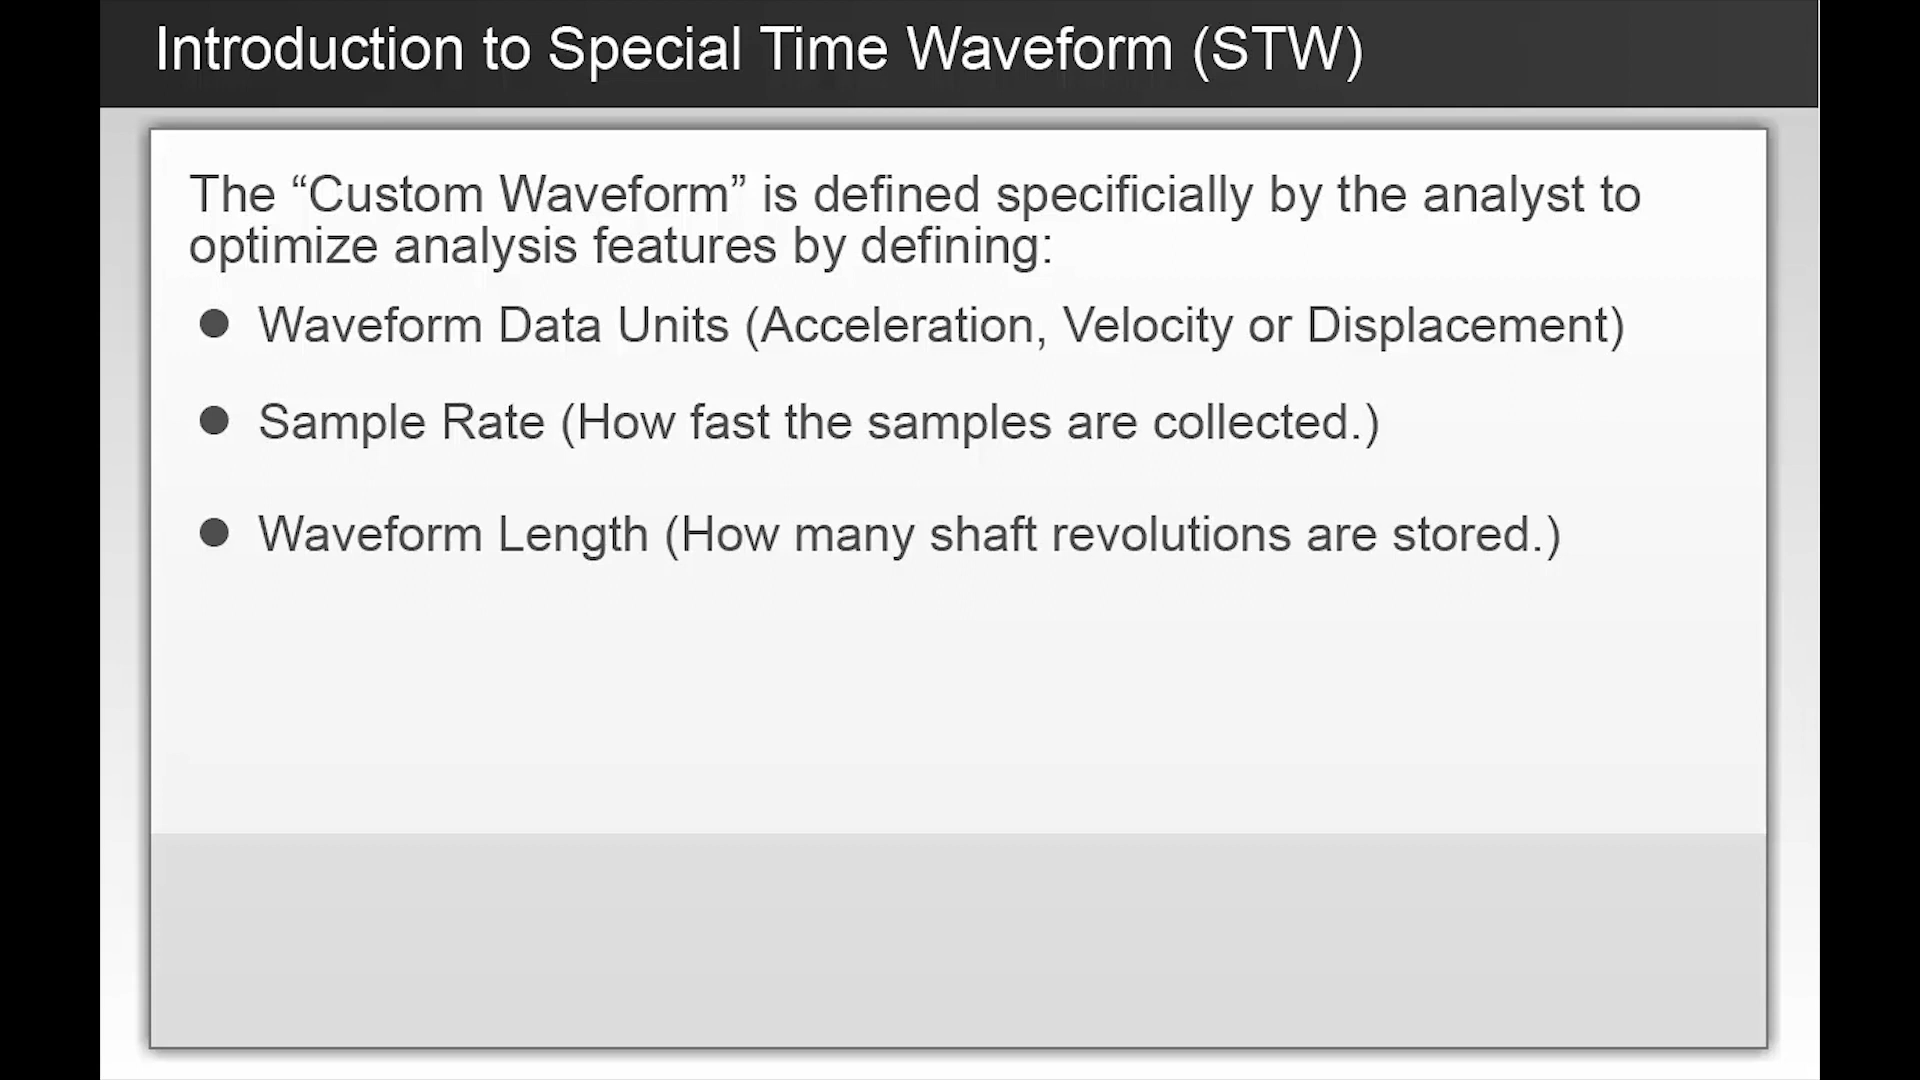 Introduction to Special Time Waveform (STW)
The “Custom Waveform” is defined specificially by the analyst to
optimize analysis features by defining:
● Waveform Data Units (Acceleration, Velocity or Displacement)
● Sample Rate (How fast the samples are collected.)
● Waveform Length (How many shaft revolutions are stored.)